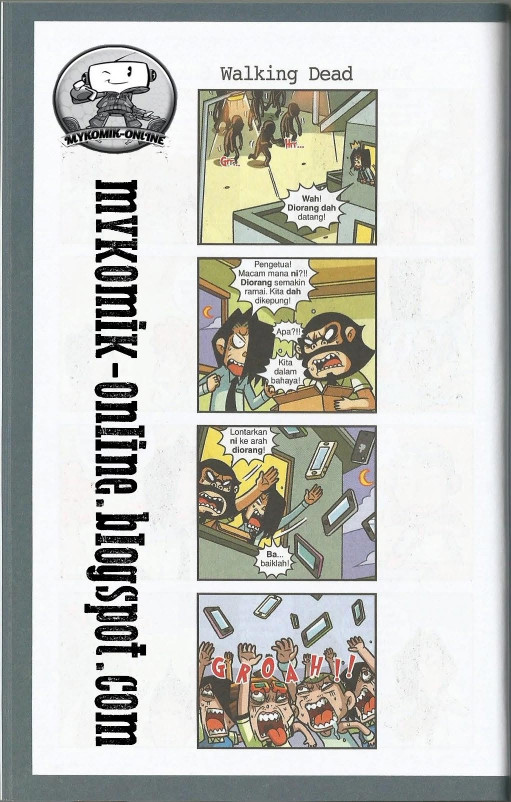 Walking Dead
MYKOMIK-ONLINE
mykomik-online.blogspot.com
Grr...
Hrr...
Wah!
Diorang dah
datang!
Pengetua!
Macam mana ni?!!
Diorang semakin
ramai. Kita dah
dikepung!
Apa?!!
Kita
dalam
bahaya!
Lontarkan
ni ke arah
diorang!
Ba...
baiklah!
GROAH!!